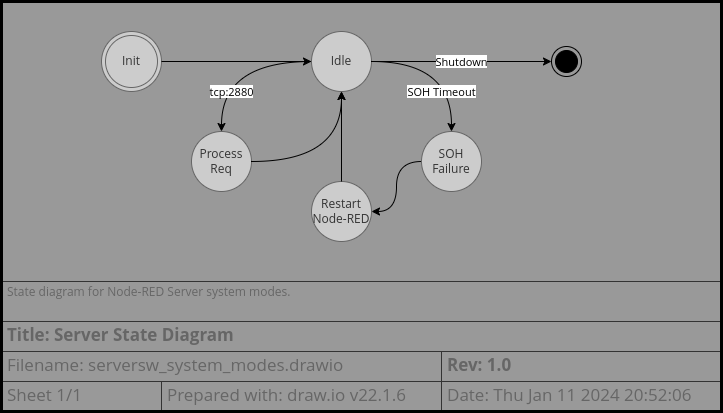 Init
Idle
Shutdown
tcp:2880
SOH Timeout
Process
Req
SOH
Failure
Restart
Node-RED
State diagram for Node-RED Server system modes.
Title: Server State Diagram
Filename: serversw_system_modes.drawio
Rev: 1.0
Sheet 1/1
Prepared with: draw.io v22.1.6
Date: Thu Jan 11 2024 20:52:06